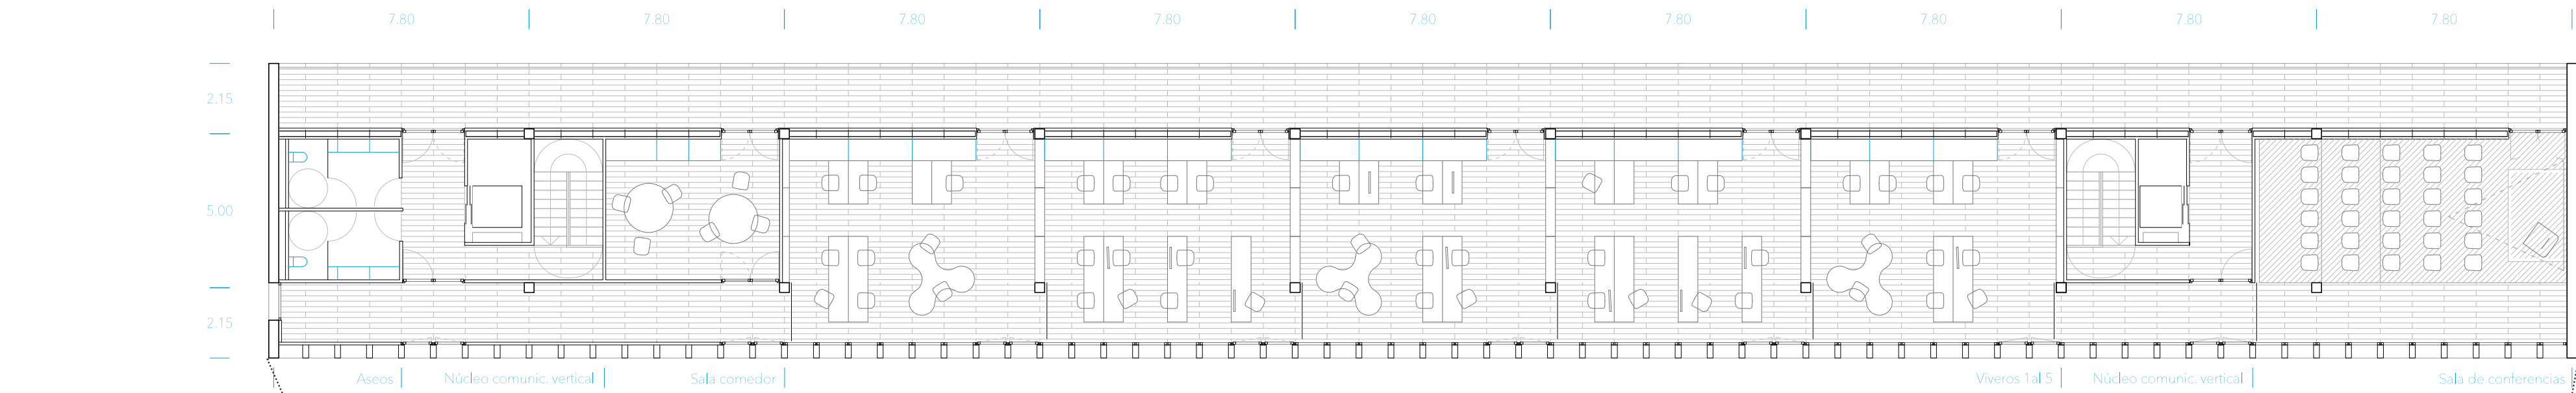 7.80 7.80 7.80 7.80 7.80 7.80 7.80 7.80 7.80
2.15
5.00
2.15
Aseos Núcleo comunic. vertical Sala comedor Viveros 1al 5 Núcleo comunic. vertical Sala de conferencias